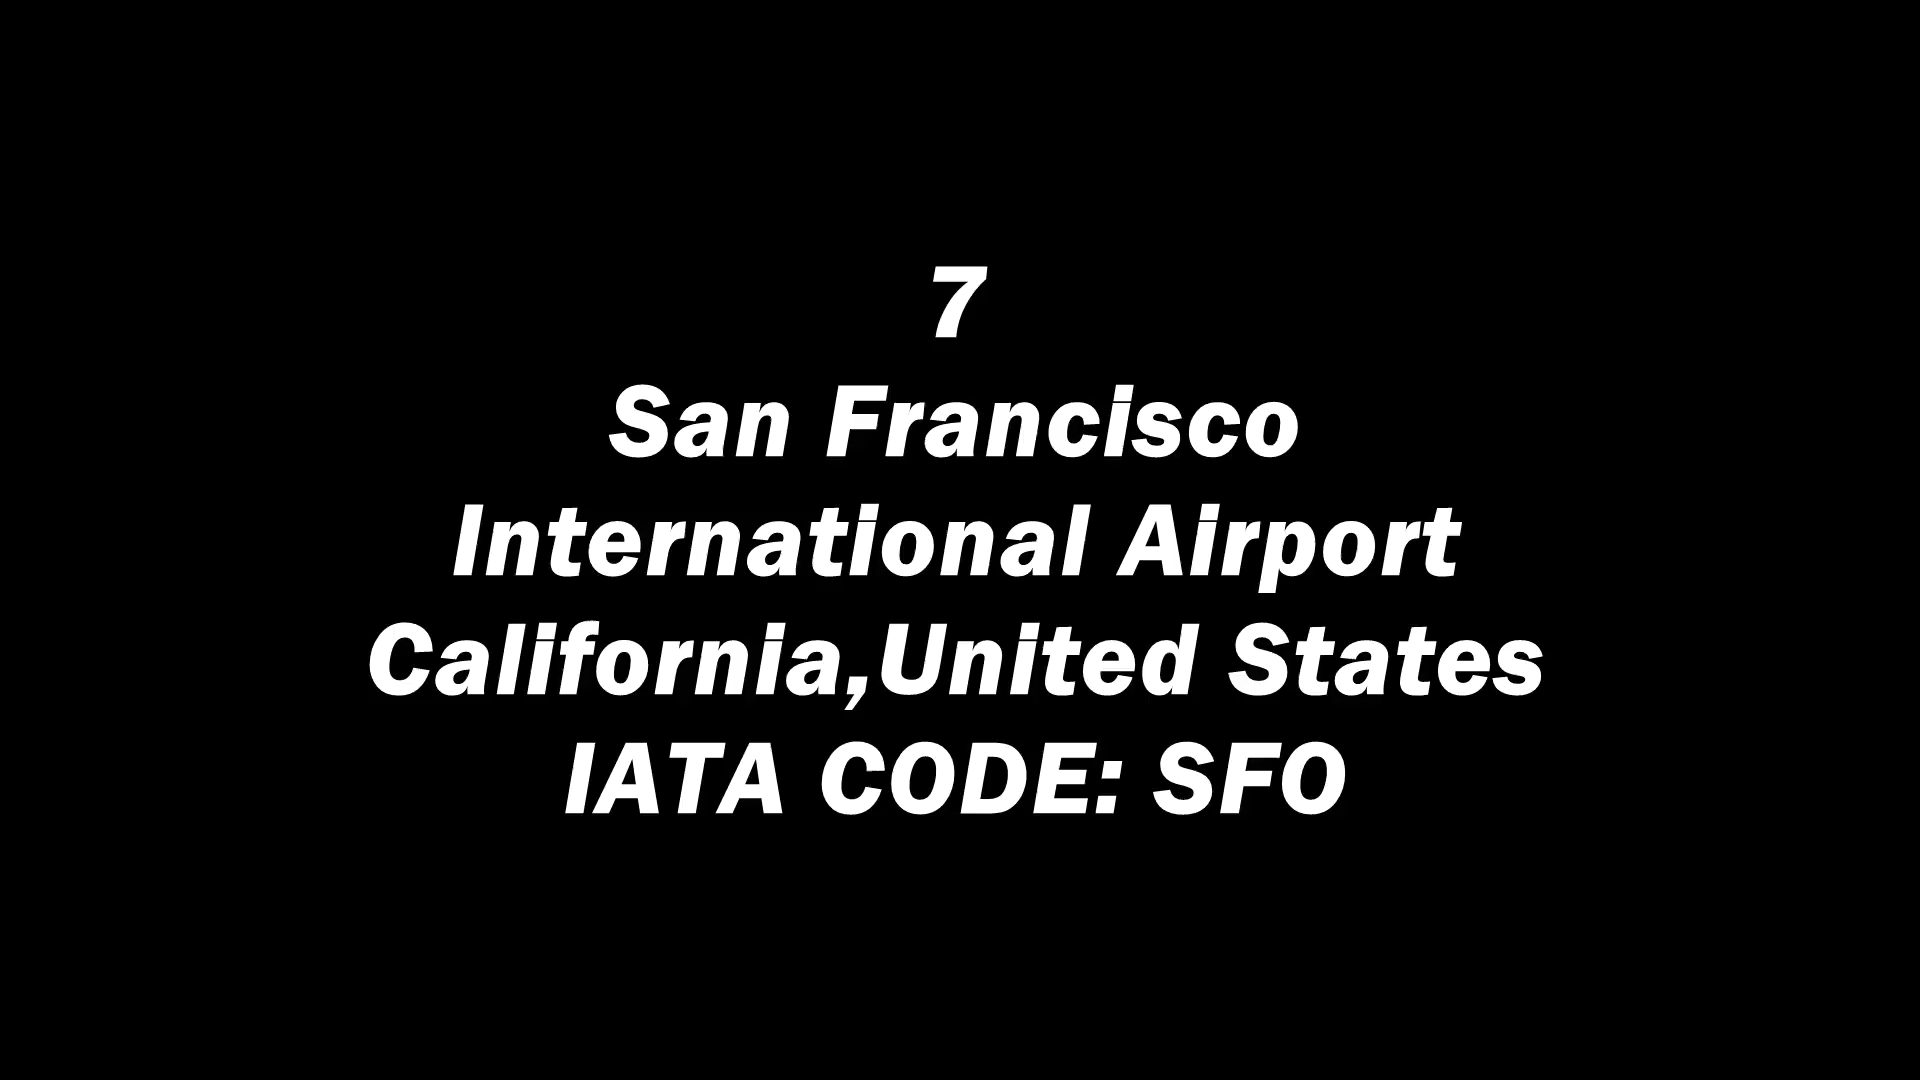 7
San Francisco
International Airport
California,United States
IATA CODE: SFO